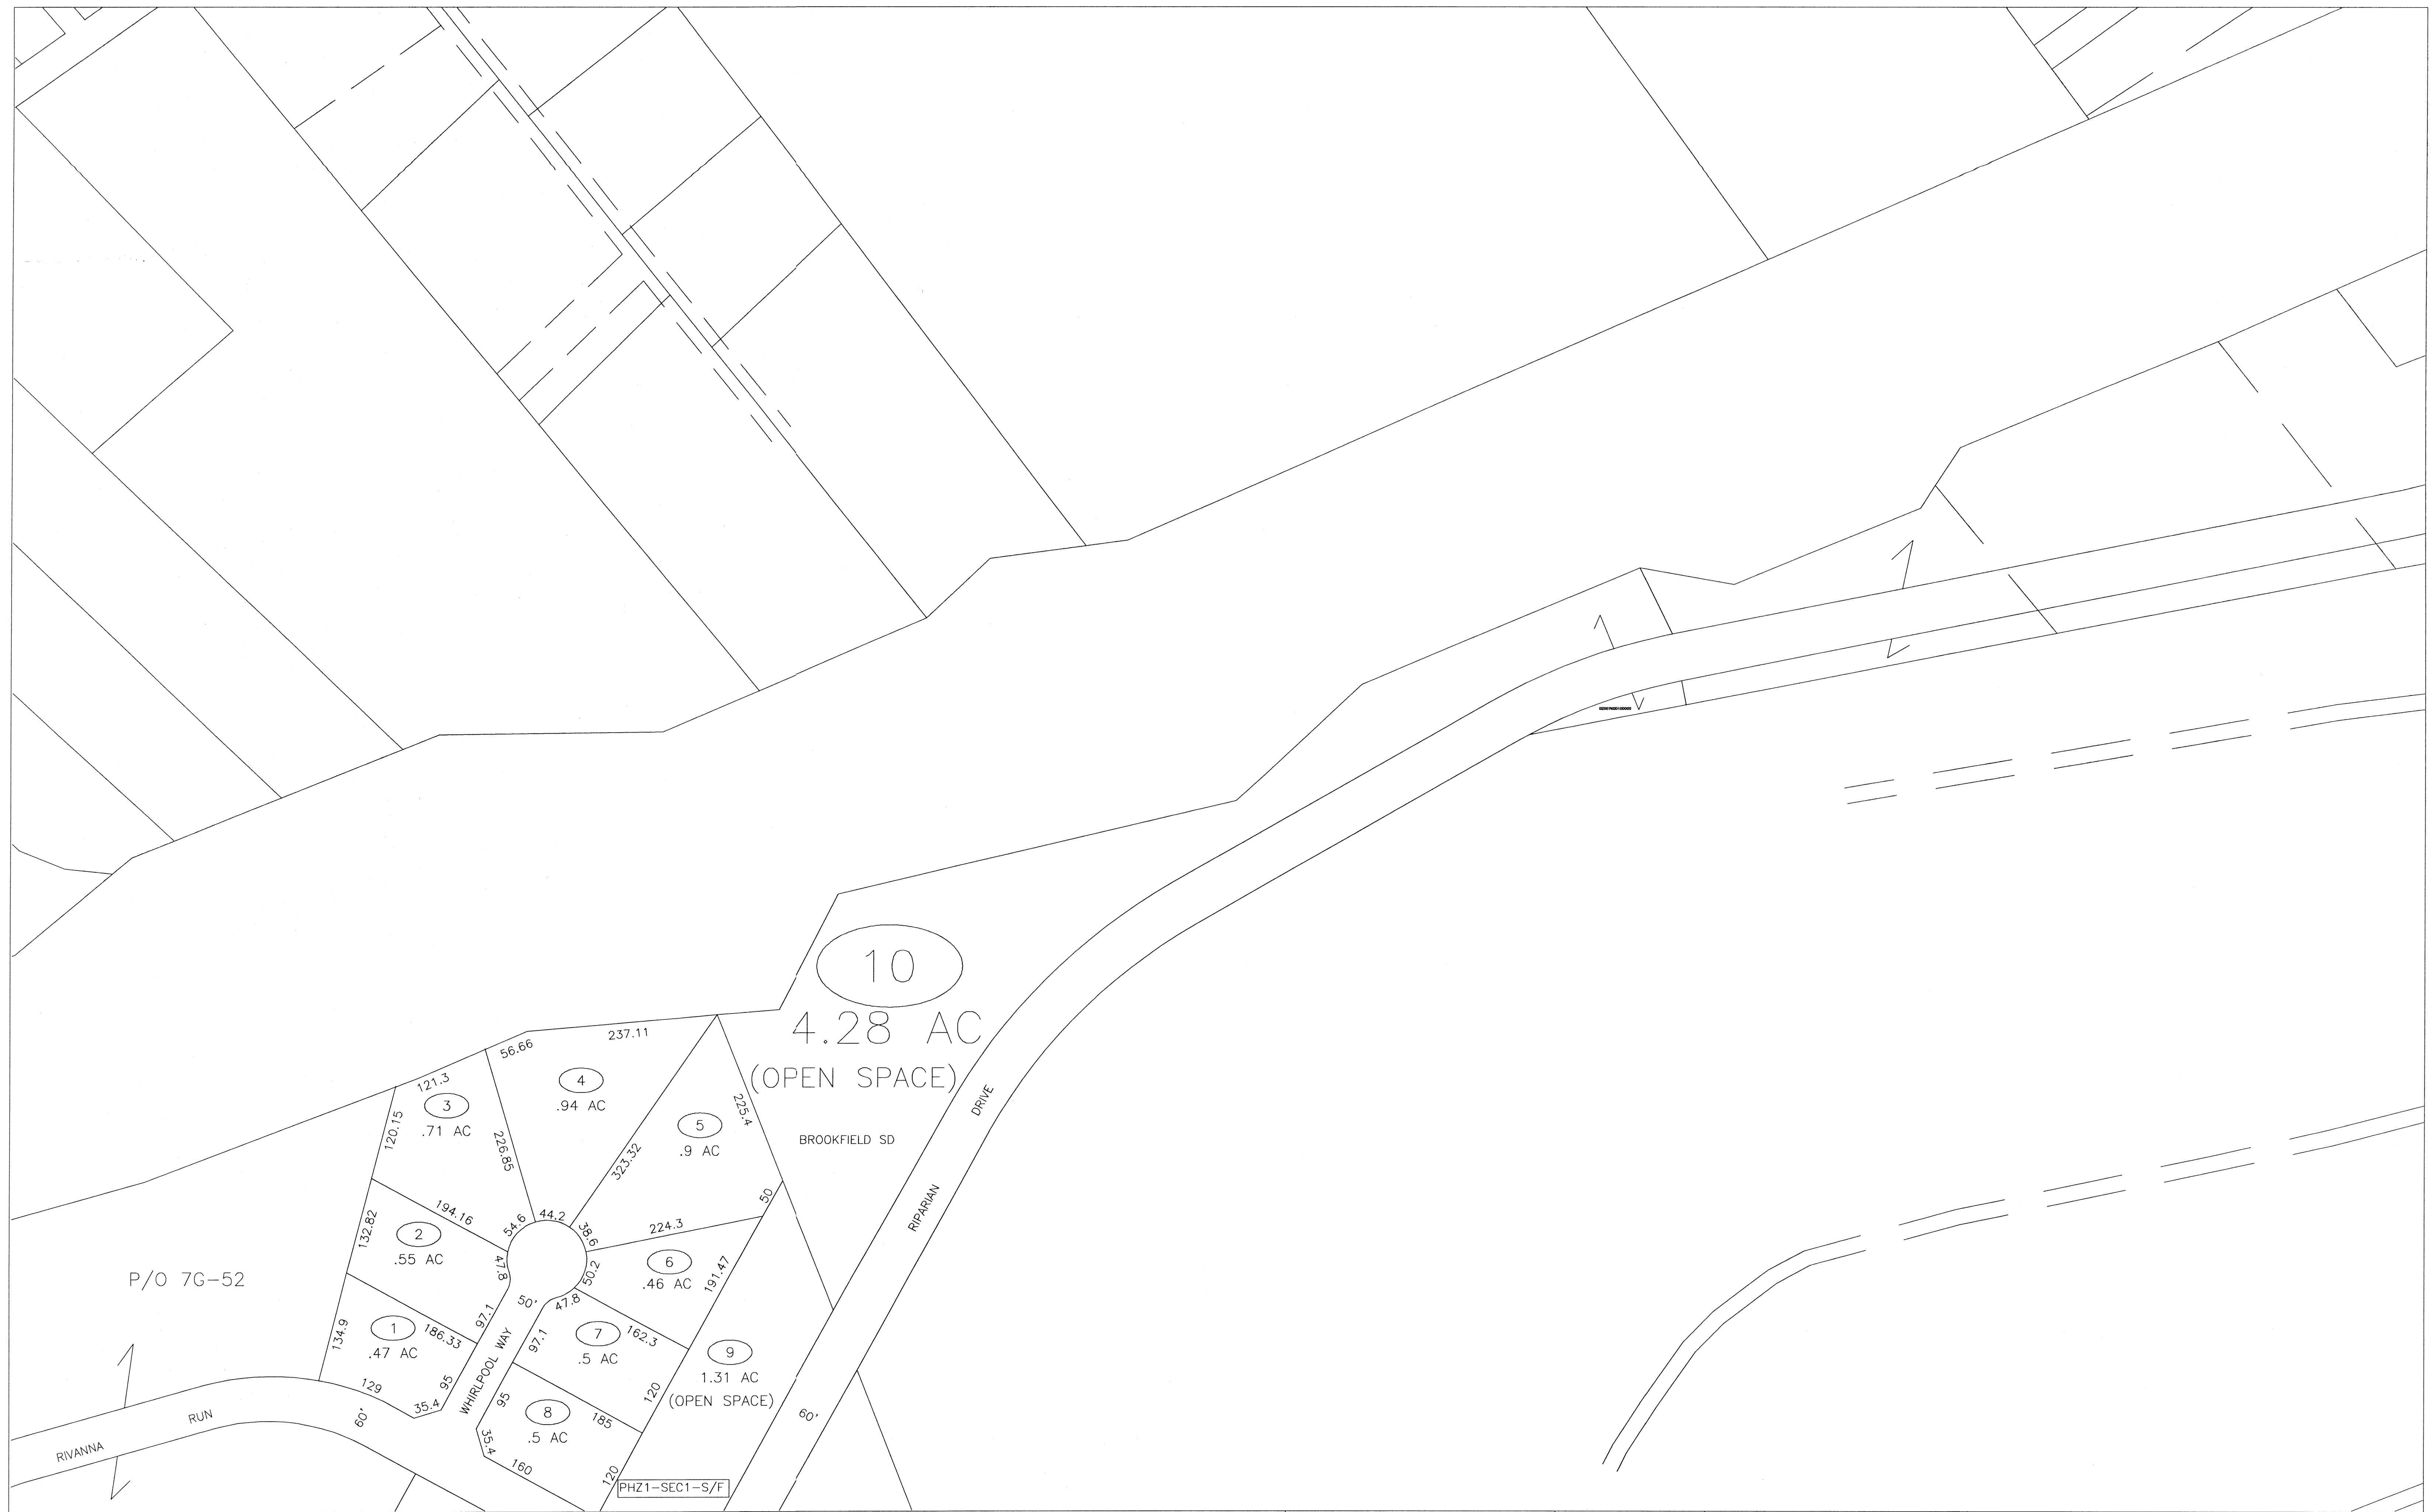 10
4.28 AC
(OPEN SPACE)
BROOKFIELD SD
DRIVE
RIPARIAN
60'
237.11
56.66
121.3
4
.94 AC
3
.71 AC
120.15
226.85
5
.9 AC
225.4
323.32
50
194.16
54.6
44.2
38.6
224.3
132.82
2
.55 AC
47.8
50.2
6
.46 AC
191.47
P/O 7G-52
50'
47.8
97.1
134.9
1
.47 AC
186.33
97.1
7
.5 AC
162.3
9
1.31 AC
(OPEN SPACE)
WHIRLPOOL WAY
129
35.4
95
95
120
8
.5 AC
185
35.4
160
120
60'
RUN
RIVANNA
PHZ1-SEC1-S/F